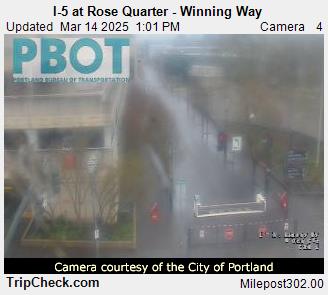 I-5 at Rose Quarter - Winning Way
Updated Mar 14 2025 1:01 PM Camera 4
PBOT
PORTLAND BUREAU OF TRANSPORTATION
Camera courtesy of the City of Portland
TripCheck.com Milepost302.00